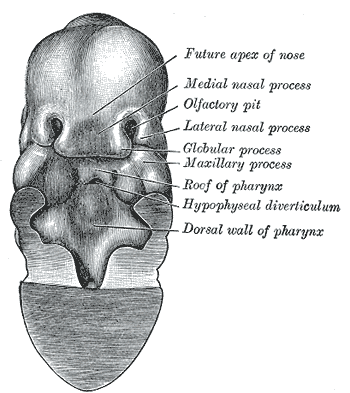 Future apex of nose
Medial nasal process
Olfactory pit
Lateral nasal process
Globular process
Maxillary process
Roof of pharynx
Hypophyseal diverticulum
Dorsal wall of pharynx